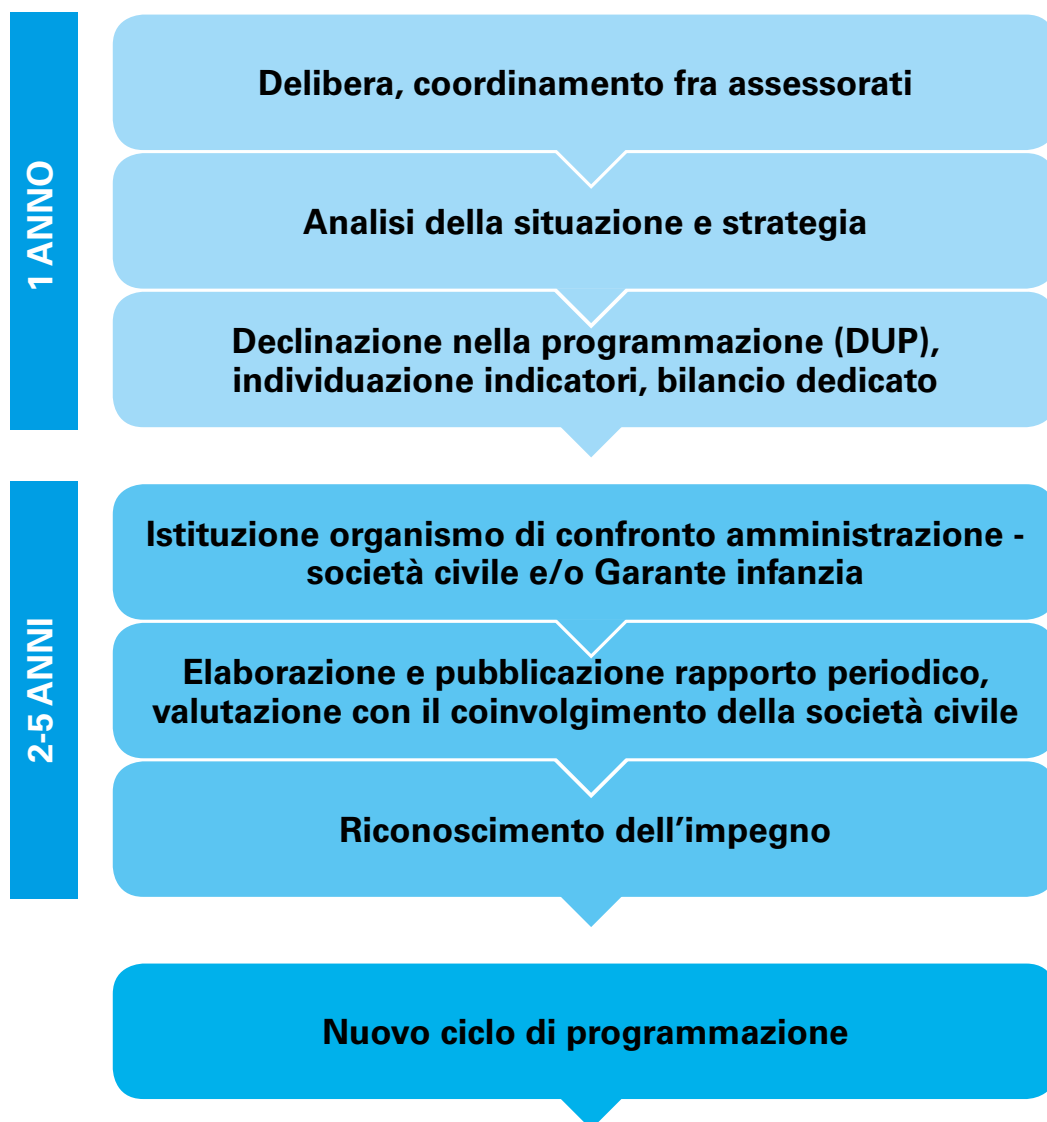 1 ANNO
Delibera, coordinamento fra assessorati
Analisi della situazione e strategia
Declinazione nella programmazione (DUP),
individuazione indicatori, bilancio dedicato
2-5 ANNI
Istituzione organismo di confronto amministrazione -
società civile e/o Garante infanzia
Elaborazione e pubblicazione rapporto periodico,
valutazione con il coinvolgimento della società civile
Riconoscimento dell’impegno
Nuovo ciclo di programmazione